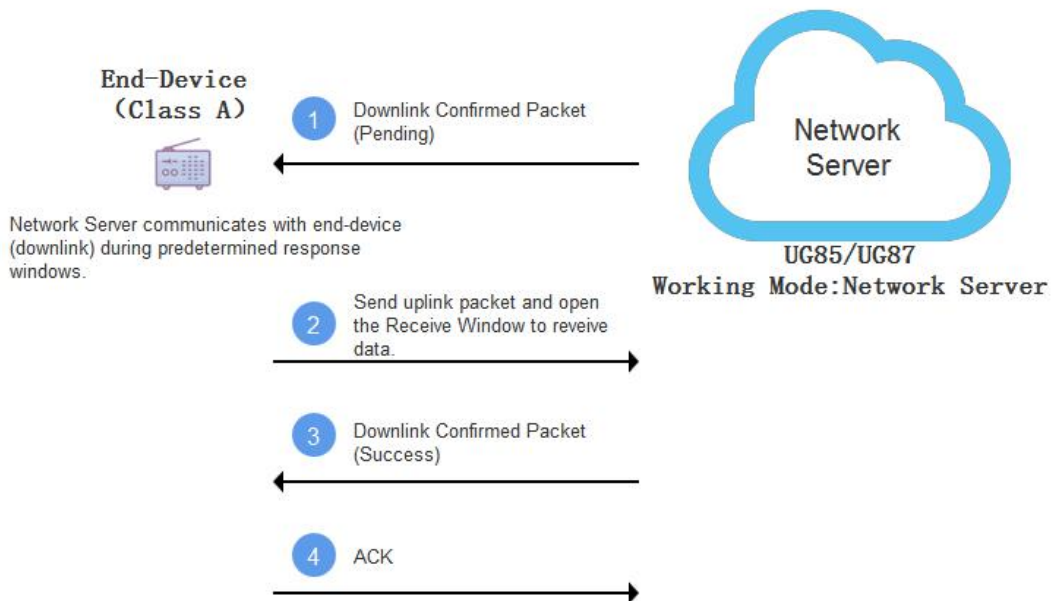 End-Device
(Class A)
1
Downlink Confirmed Packet
(Pending)
Network
Server
Network Server communicates with end-device
(downlink) during predetermined response
windows.
UG85/UG87
Working Mode:Network Server
2
Send uplink packet and open
the Receive Window to reveive
data.
3
Downlink Confirmed Packet
(Success)
4
ACK